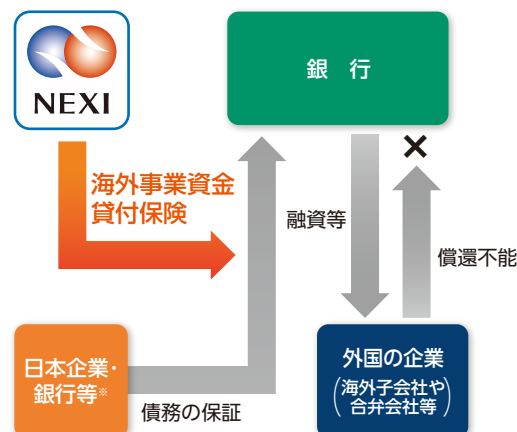 NEXI
銀 行
海外事業資金
貸付保険
融資等
償還不能
日本企業・
銀行等※
債務の保証
外国の企業
(海外子会社や
合弁会社等)